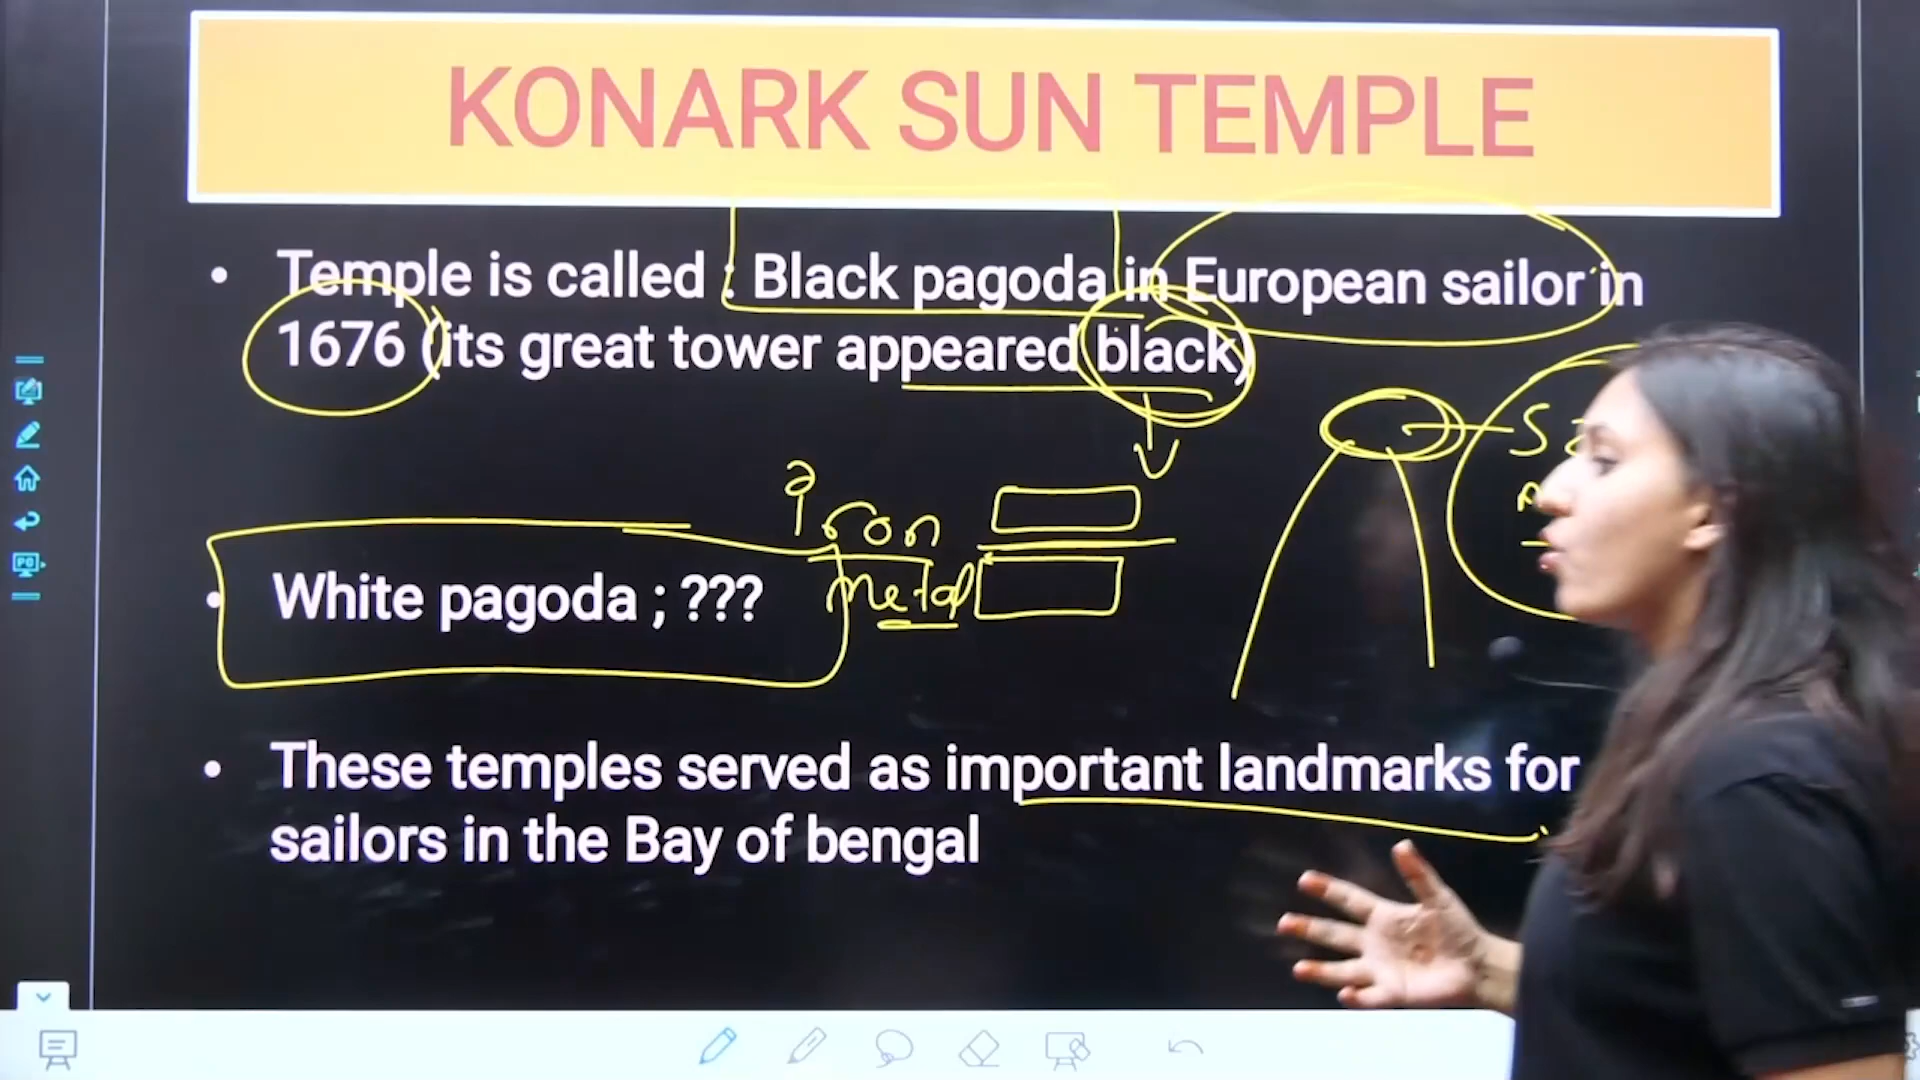 KONARK SUN TEMPLE
• Temple is called : Black pagoda in European sailor in
1676 (its great tower appeared black)
Iron
metal
• White pagoda ; ???
• These temples served as important landmarks for
sailors in the Bay of bengal